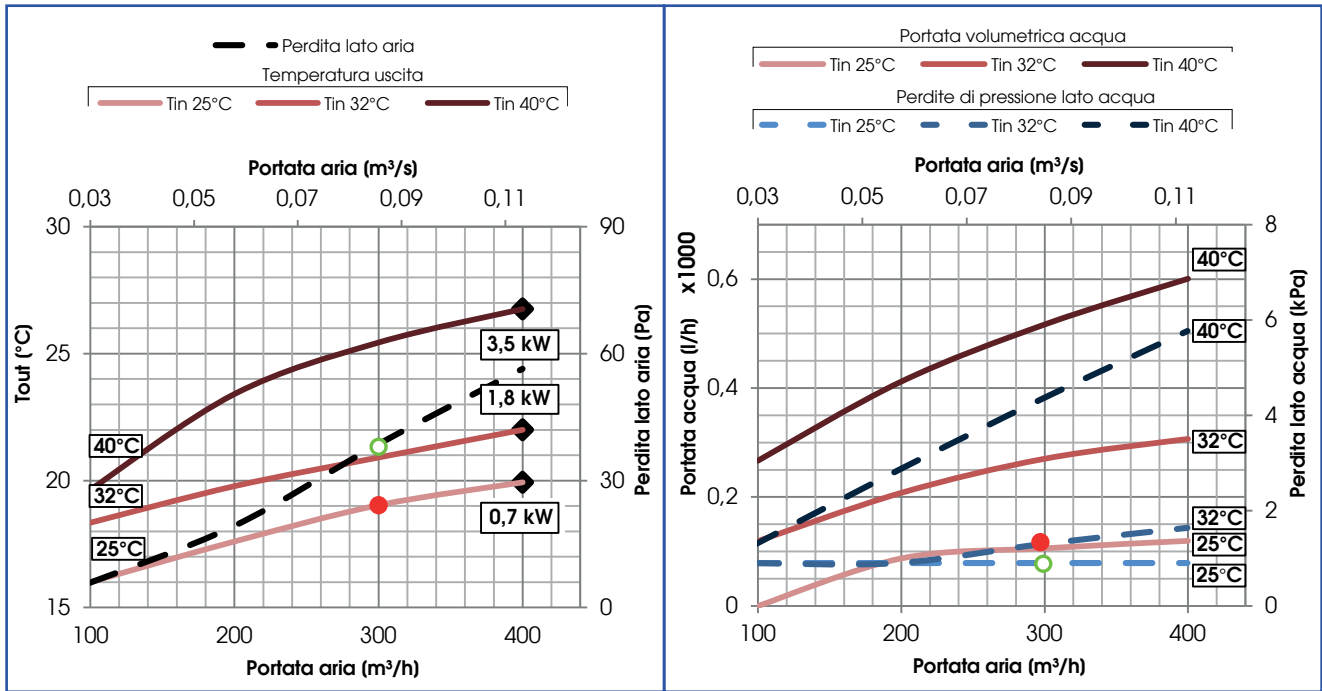 Perdita lato aria
Temperatura uscita
Tin 25°C Tin 32°C Tin 40°C
Portata aria (m³/s)
0,03 0,05 0,07 0,09 0,11
30 90
25 60
20 30
15 0
Tout (°C)
Perdita lato aria (Pa)
40°C
32°C
25°C
3,5 kW
1,8 kW
0,7 kW
100 200 300 400
Portata aria (m³/h)
Portata volumetrica acqua
Tin 25°C Tin 32°C Tin 40°C
Perdite di pressione lato acqua
Tin 25°C Tin 32°C Tin 40°C
Portata aria (m³/s)
0,03 0,05 0,07 0,09 0,11
Portata acqua (l/h) x1000
Perdita lato acqua (kPa)
8
0,6 6
0,4 4
0,2 2
0 0
40°C
40°C
32°C
32°C
25°C
25°C
100 200 300 400
Portata aria (m³/h)